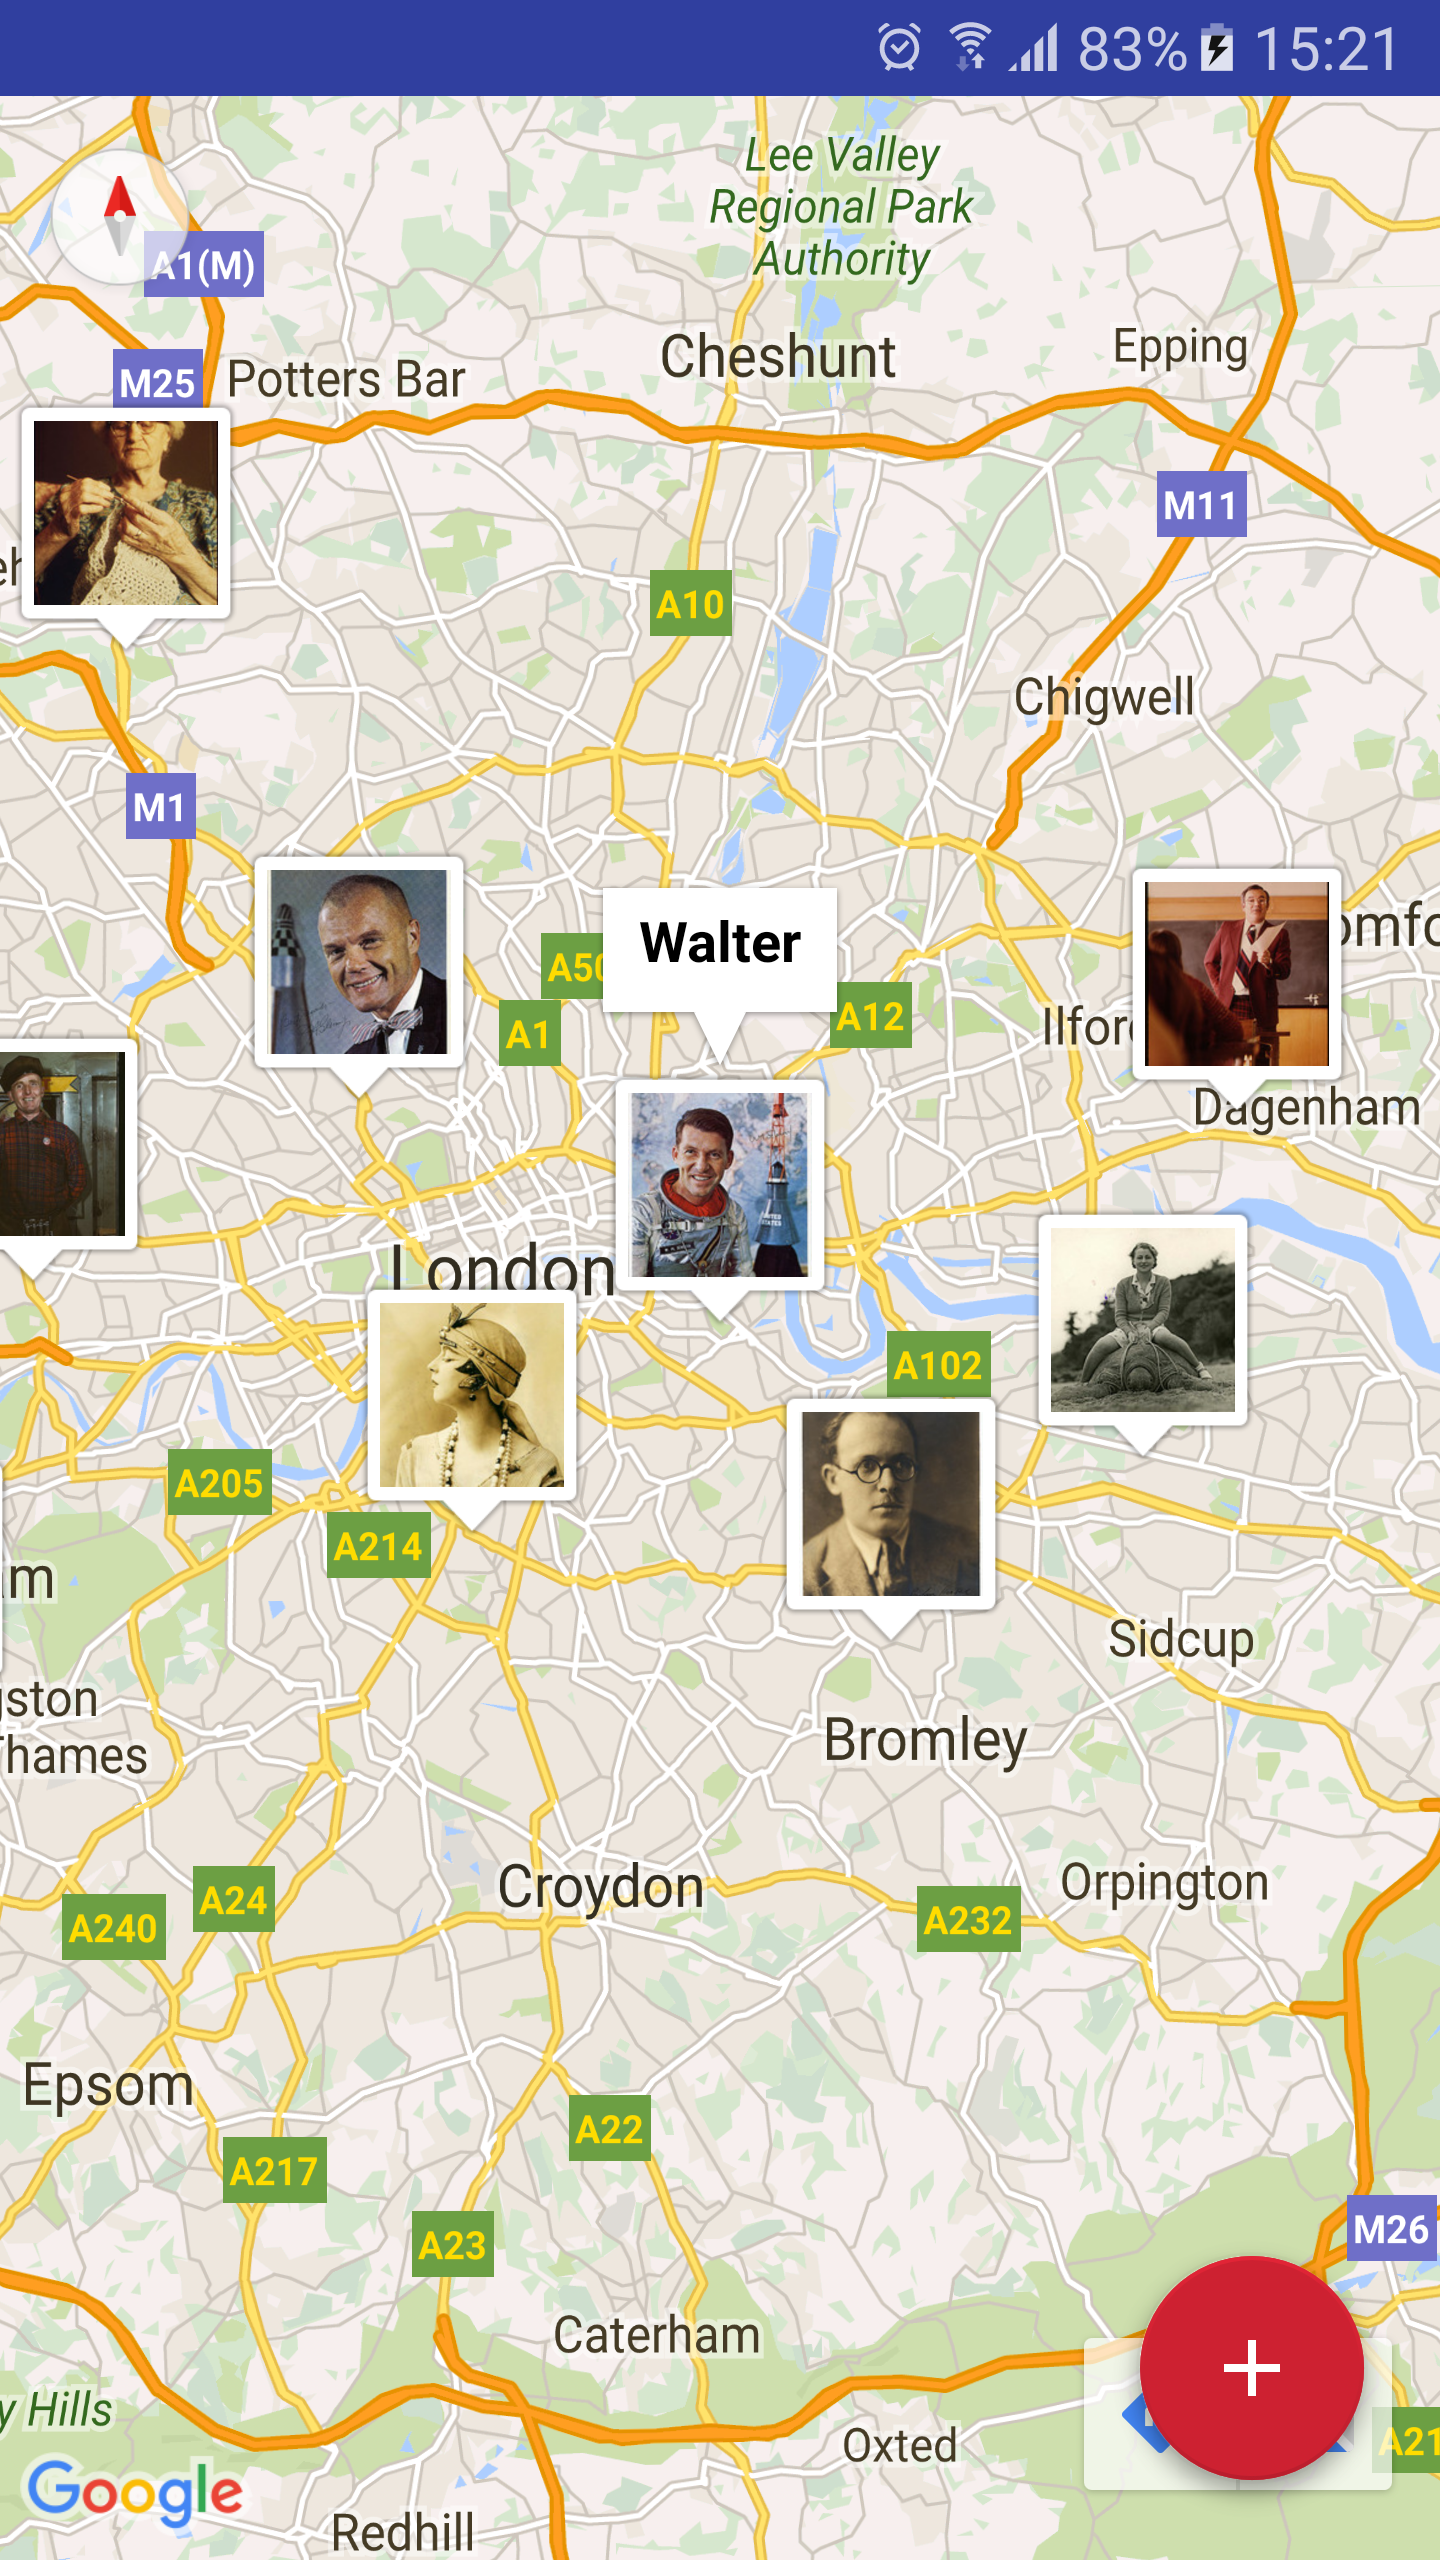 83% 15:21
Lee Valley
Regional Park
Authority
A1(M)
Cheshunt
Epping
M25
Potters Bar
M11
A10
Chigwell
M1
Walter
A12
A1
Dagenham
London
A102
A205
A214
Sidcup
Thames
Bromley
Croydon
Orpington
A24
A240
A232
Epsom
A22
A217
A23
M26
Caterham
Hills
Oxted
Google
Redhill